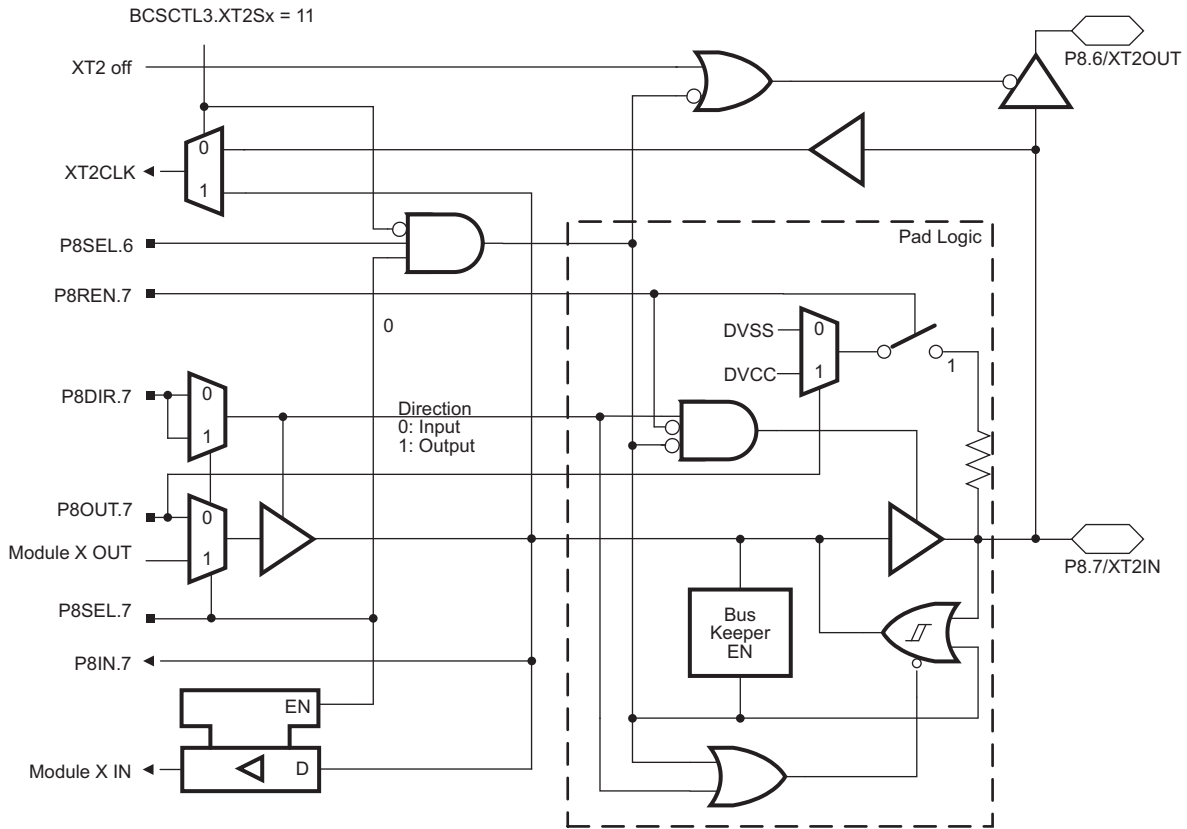 BCSCTL3.XT2Sx = 11
XT2 off
P8.6/XT2OUT
0
XT2CLK
1
P8SEL.6
Pad Logic
P8REN.7
0
DVSS
0
DVCC
1
1
P8DIR.7
0
1
Direction
0: Input
1: Output
P8OUT.7
0
Module X OUT
1
P8.7/XT2IN
P8SEL.7
Bus
Keeper
EN
P8IN.7
EN
Module X IN
D